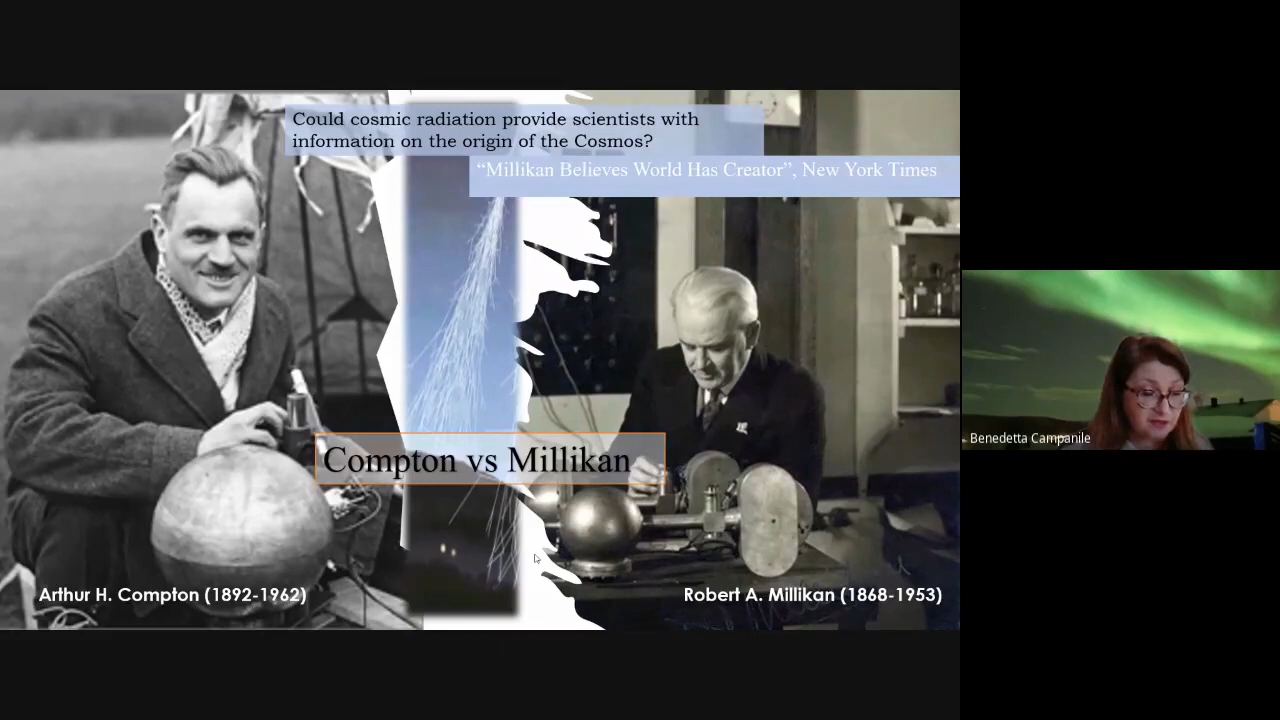 Could cosmic radiation provide scientists with
information on the origin of the Cosmos?
“Millikan Believes World Has Creator”, New York Times
Compton vs Millikan
Arthur H. Compton (1892-1962)
Robert A. Millikan (1868-1953)
Benedetta Campanile